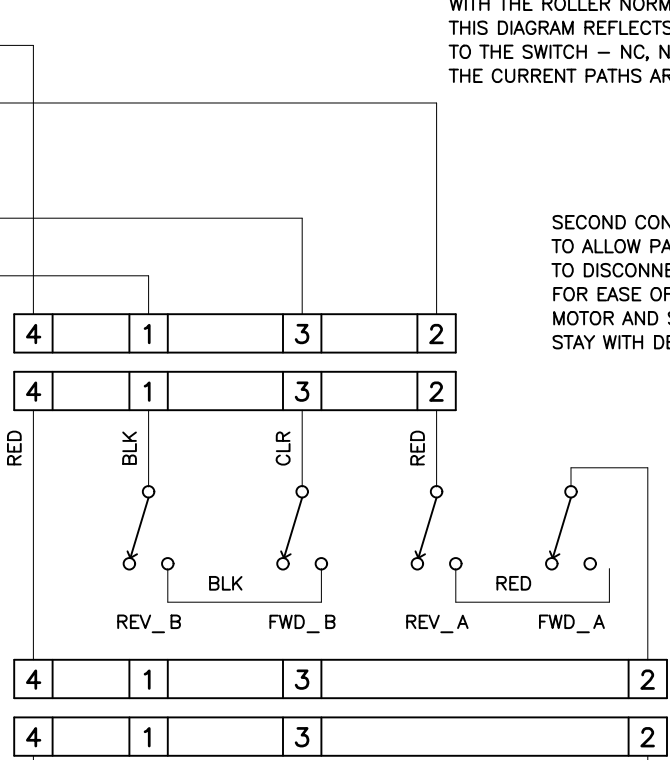 WITH THE ROLLER NORM
THIS DIAGRAM REFLECTS
TO THE SWITCH – NC, N
THE CURRENT PATHS AR
SECOND CON
TO ALLOW PA
TO DISCONNE
FOR EASE OF
MOTOR AND S
STAY WITH DE
4 1 3 2
4 1 3 2
RED BLK CLR RED
BLK RED
REV_B FWD_B REV_A FWD_A
4 1 3 2
4 1 3 2